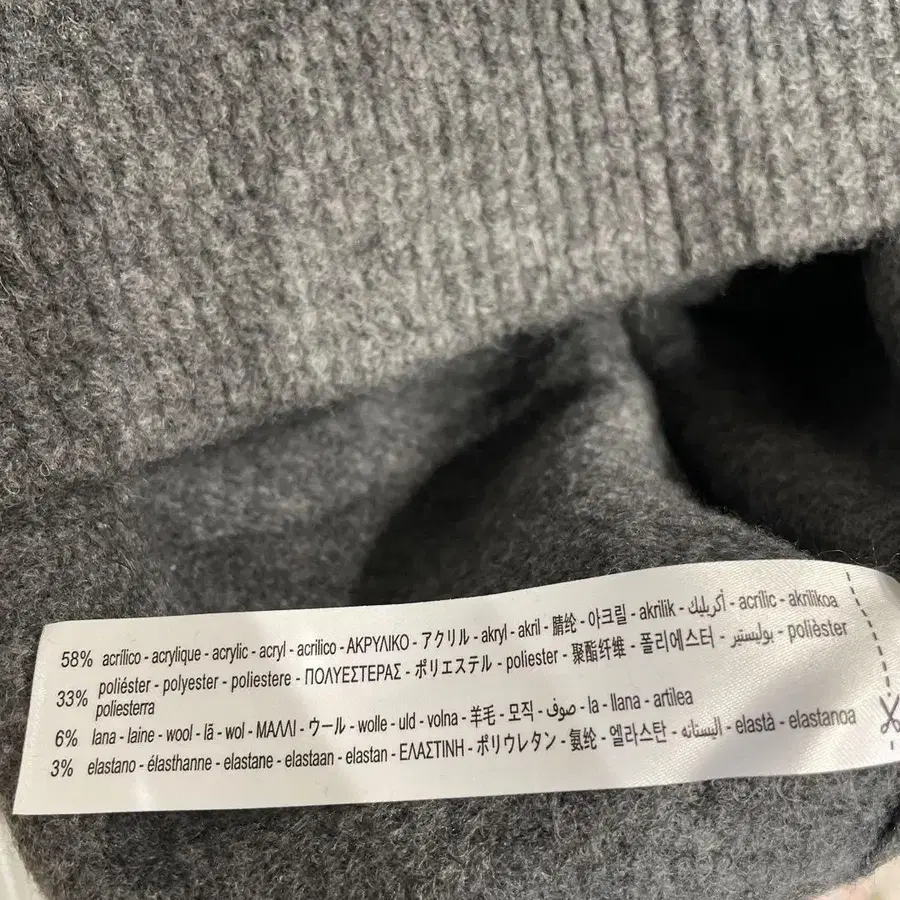 58% acrílico - acrylique - acrylic - acryl - acrilico - ΑΚΡΥΛΙΚΟ - アクリル - akryl - akril - 腈纶 - 아크릴 - akrilik - أكريليك - acrílic - akrilikoa
33% poliéster - polyester - poliestere - ΠΟΛΥΕΣΤΕΡΑΣ - ポリエステル - poliester - 聚酯纤维 - 폴리에스터 - بوليستير - polièster
poliesterra
6% lana - laine - wool - lã - wol - ΜΑΛΛΙ - ウール - wolle - uld - volna - 羊毛 - 모직 - صوف - la - llana - artilea
3% elastano - élasthanne - elastane - elastaan - elastan - ΕΛΑΣΤΙΝΗ - ポリウレタン - 氨纶 - 엘라스탄 - اليستانه - elastà - elastanoa